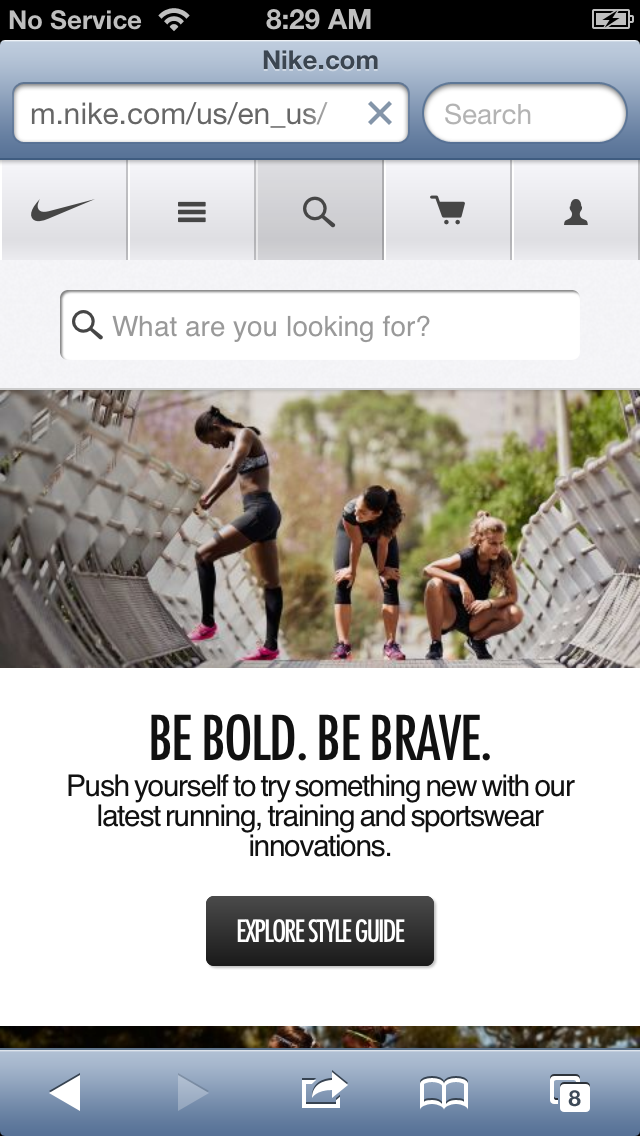 No Service 8:29 AM
Nike.com
m.nike.com/us/en_us/ Search
What are you looking for?
BE BOLD. BE BRAVE.
Push yourself to try something new with our
latest running, training and sportswear
innovations.
EXPLORE STYLE GUIDE
8